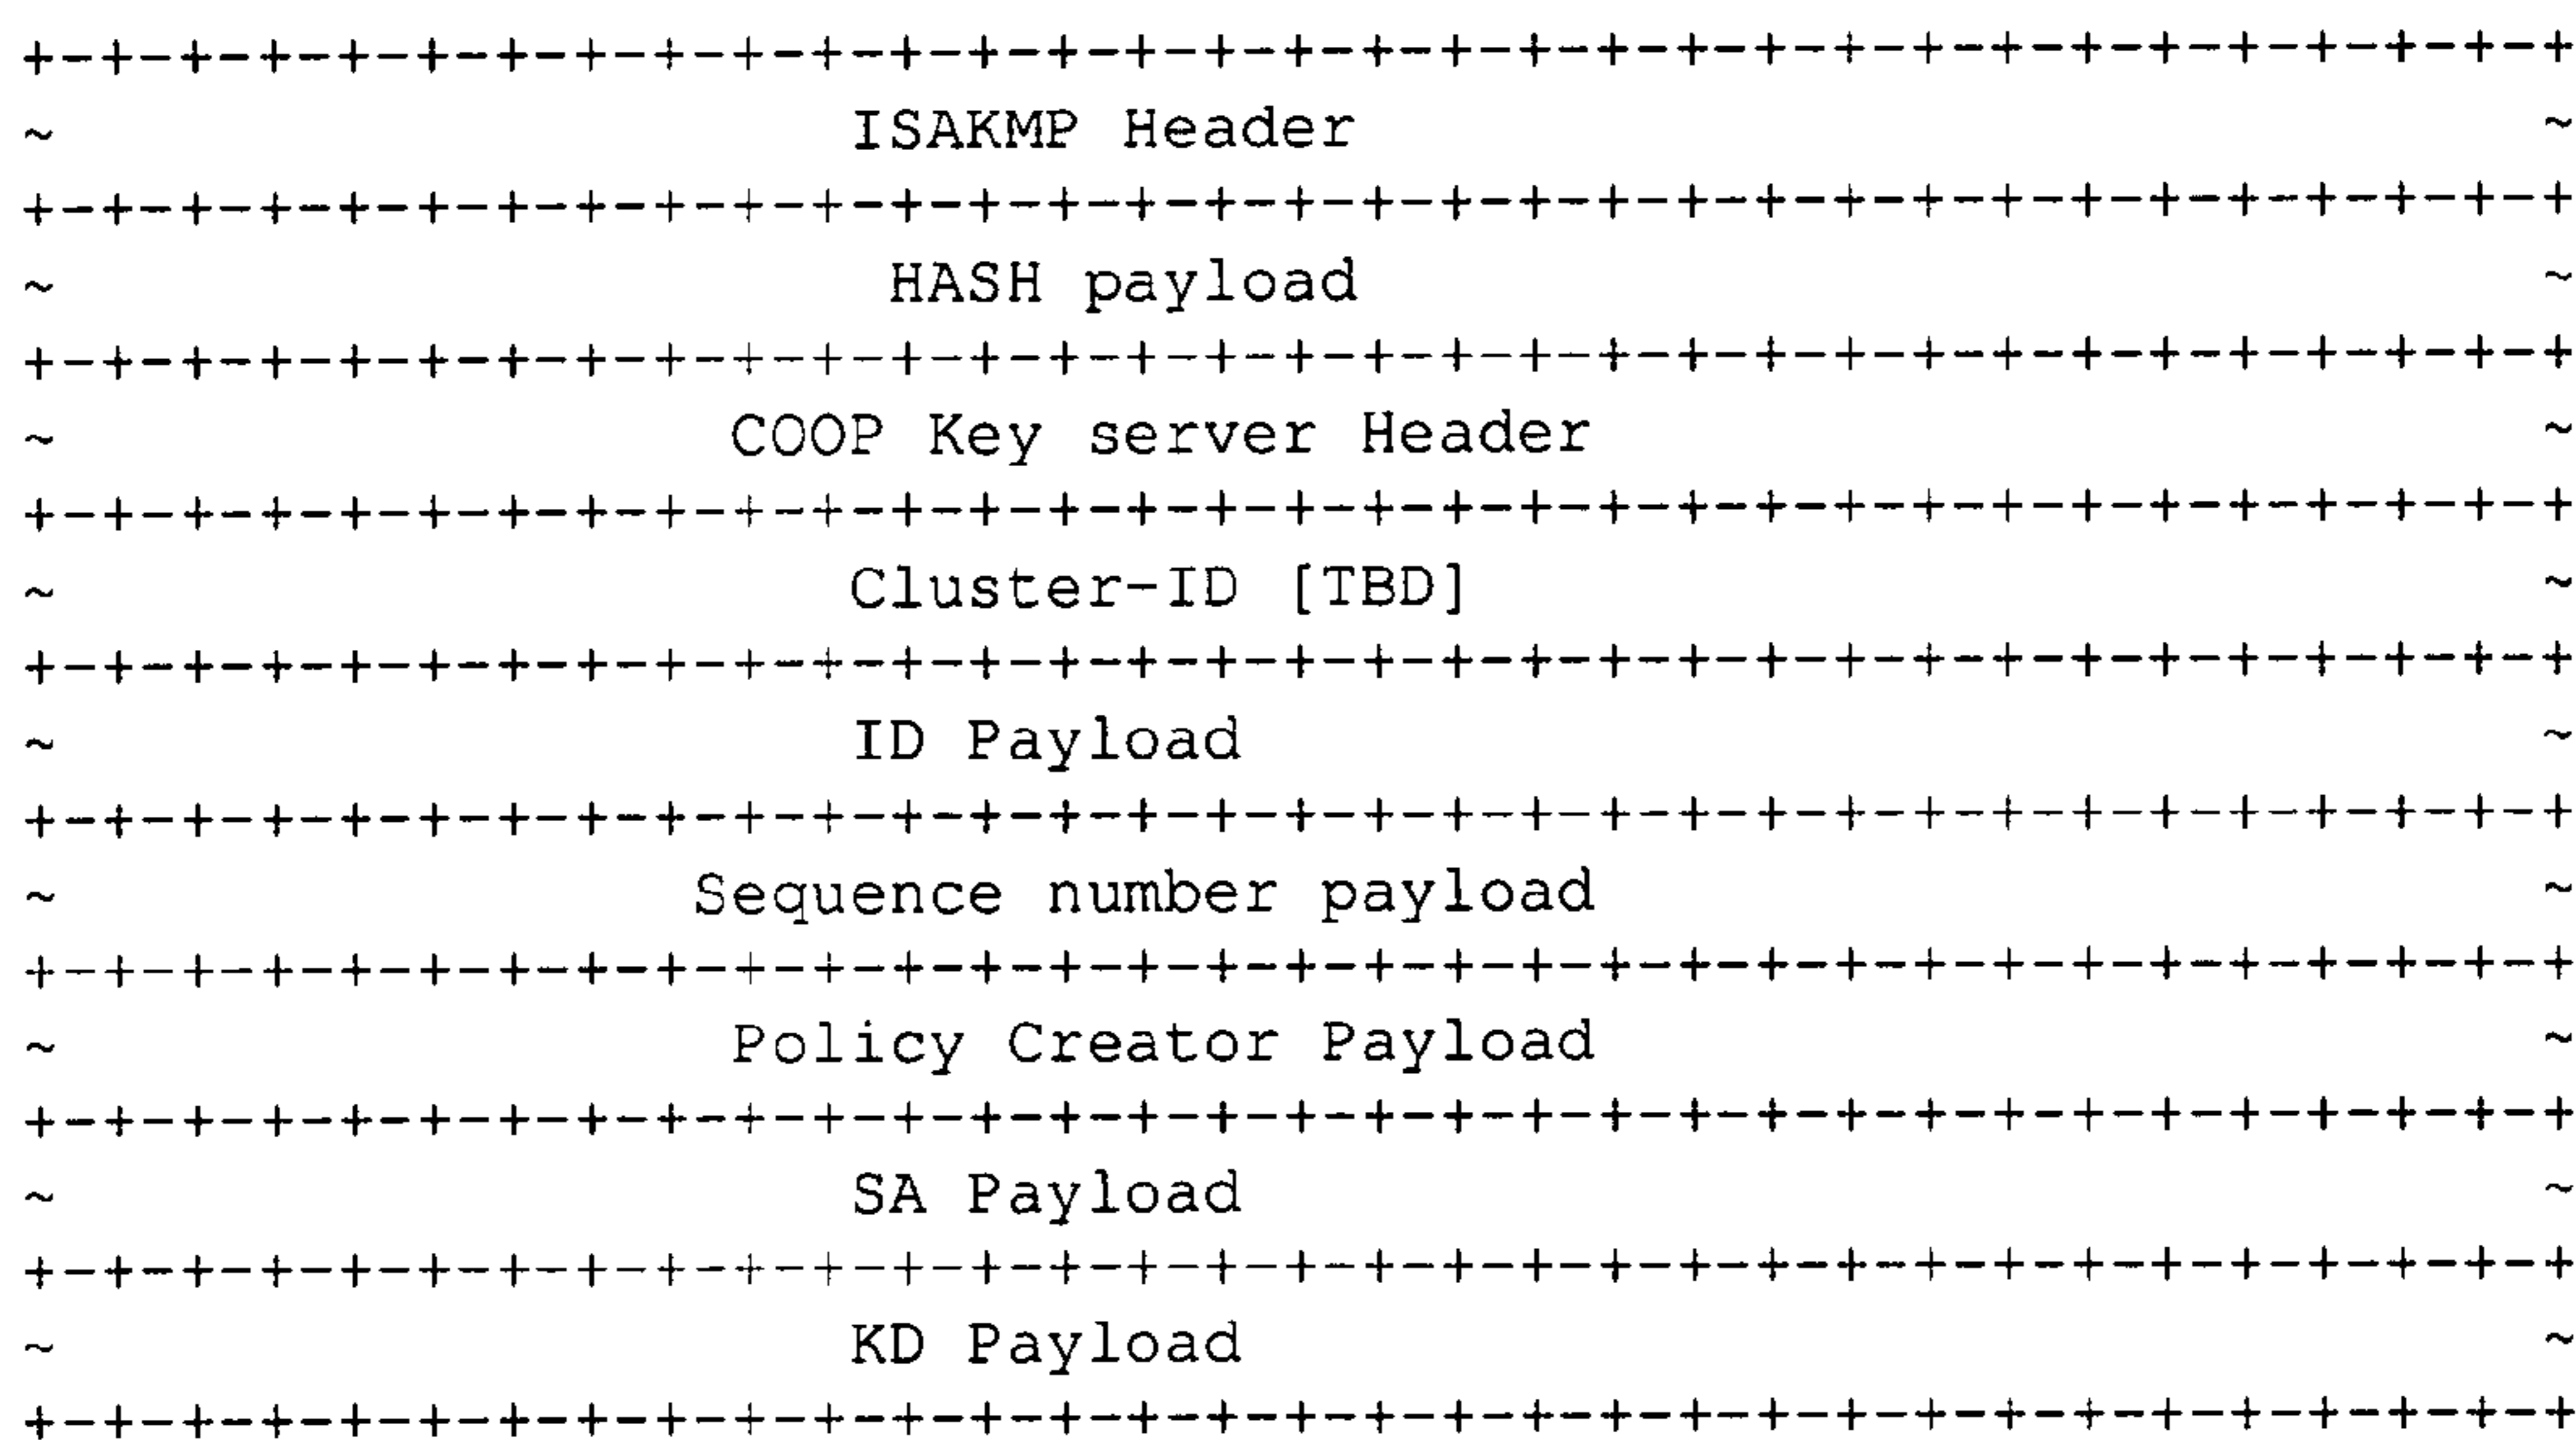 +-+-+-+-+-+-+-+-+-+-+-+-+-+-+-+-+-+-+-+-+-+-+-+-+-+-+-+-+-+-+-+-+
~ ISAKMP Header ~
+-+-+-+-+-+-+-+-+-+-+-+-+-+-+-+-+-+-+-+-+-+-+-+-+-+-+-+-+-+-+-+-+
~ HASH payload ~
+-+-+-+-+-+-+-+-+-+-+-+-+-+-+-+-+-+-+-+-+-+-+-+-+-+-+-+-+-+-+-+-+
~ COOP Key server Header ~
+-+-+-+-+-+-+-+-+-+-+-+-+-+-+-+-+-+-+-+-+-+-+-+-+-+-+-+-+-+-+-+-+
~ Cluster-ID [TBD] ~
+-+-+-+-+-+-+-+-+-+-+-+-+-+-+-+-+-+-+-+-+-+-+-+-+-+-+-+-+-+-+-+-+
~ ID Payload ~
+-+-+-+-+-+-+-+-+-+-+-+-+-+-+-+-+-+-+-+-+-+-+-+-+-+-+-+-+-+-+-+-+
~ Sequence number payload ~
+-+-+-+-+-+-+-+-+-+-+-+-+-+-+-+-+-+-+-+-+-+-+-+-+-+-+-+-+-+-+-+-+
~ Policy Creator Payload ~
+-+-+-+-+-+-+-+-+-+-+-+-+-+-+-+-+-+-+-+-+-+-+-+-+-+-+-+-+-+-+-+-+
~ SA Payload ~
+-+-+-+-+-+-+-+-+-+-+-+-+-+-+-+-+-+-+-+-+-+-+-+-+-+-+-+-+-+-+-+-+
~ KD Payload ~
+-+-+-+-+-+-+-+-+-+-+-+-+-+-+-+-+-+-+-+-+-+-+-+-+-+-+-+-+-+-+-+-+